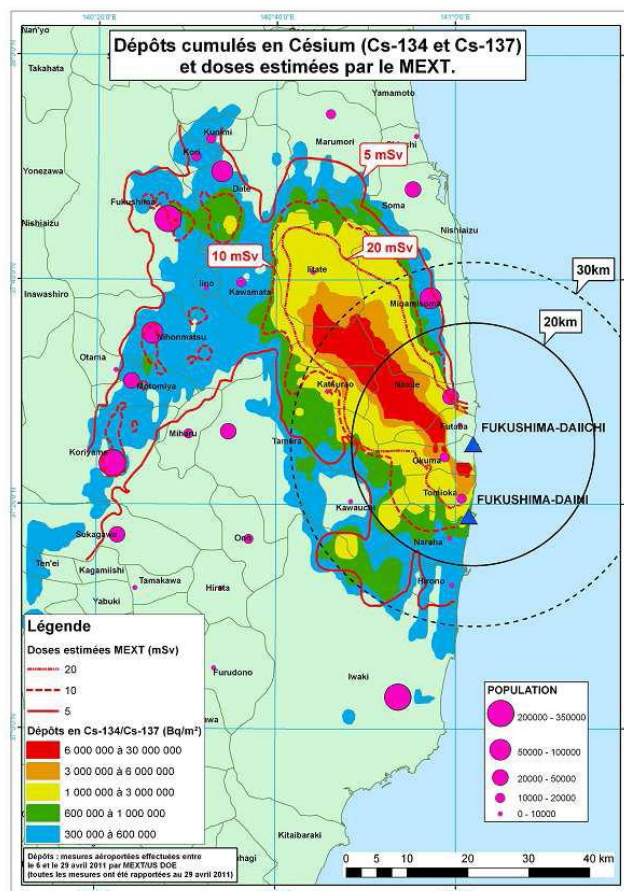 140°20'
140°40'
141°0'
Dépôts cumulés en Césium (Cs-134 et Cs-137)
et doses estimées par le MEXT.
Nan'yo
Takahata
Yamamoto
Kunimi
Marumori
Kori
5 mSv
Yonezawa
Date
Soma
Fukushima
Nishiaizu
Nishiaizu
10 mSv
20 mSv
30km
Iitate
Iino
Kawamata
Inawashiro
Minamisoma
20km
Nihonmatsu
Otama
Motomiya
Katsurao
Namie
Futaba
FUKUSHIMA-DAIICHI
Miharu
Tamura
Koriyama
Okuma
Tomioka
FUKUSHIMA-DAINI
Kawauchi
Sukagawa
Ono
Naraha
Ten'ei
Kagamiishi
Tamakawa
Hirata
Hirono
Yabuki
Légende
Doses estimées MEXT (mSv)
20
10
5
Furudono
Iwaki
POPULATION
200000 - 350000
50000 - 100000
20000 - 50000
10000 - 20000
0 - 10000
Dépôts en Cs-134/Cs-137 (Bq/m²)
6 000 000 à 30 000 000
3 000 000 à 6 000 000
1 000 000 à 3 000 000
600 000 à 1 000 000
300 000 à 600 000
Kitaibaraki
Dépôts : mesures aéroportées effectuées entre
le 6 et le 29 avril 2011 par MEXT/US DOE
(toutes les mesures ont été rapportées au 29 avril 2011)
0 5 10 20 30 40 km